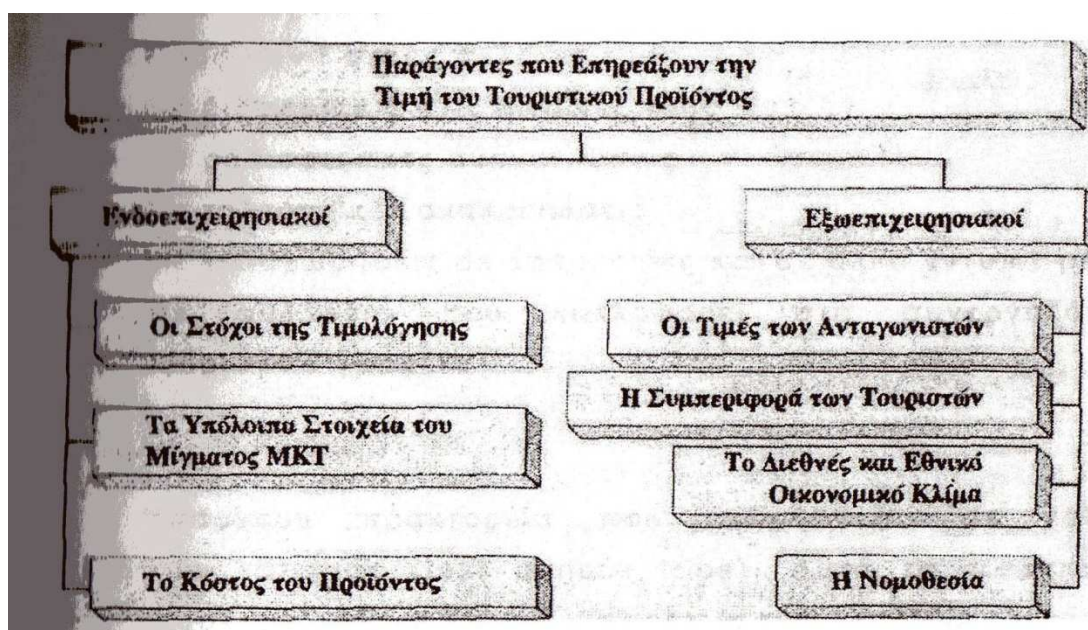 Παράγοντες που Επηρεάζουν την
Τιμή του Τουριστικού Προϊόντος
Ενδοεπιχειρησιακοί
Εξωεπιχειρησιακοί
Οι Στόχοι της Τιμολόγησης
Τα Υπόλοιπα Στοιχεία του
Μίγματος ΜΚΤ
Το Κόστος του Προϊόντος
Οι Τιμές των Ανταγωνιστών
Η Συμπεριφορά των Τουριστών
Το Διεθνές και Εθνικό
Οικονομικό Κλίμα
Η Νομοθεσία